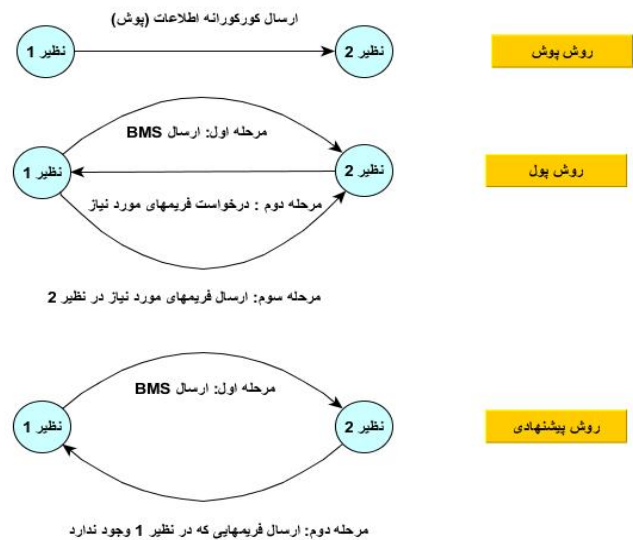 ارسال کورکورانه اطلاعات (پوش)
نظیر 1
نظیر 2
روش پوش
مرحله اول: ارسال BMS
نظیر 1
نظیر 2
روش پول
مرحله دوم : درخواست فریمهای مورد نیاز
مرحله سوم: ارسال فریمهای مورد نیاز در نظیر 2
مرحله اول: ارسال BMS
نظیر 1
نظیر 2
روش پیشنهادی
مرحله دوم: ارسال فریمهایی که در نظیر 1 وجود ندارد